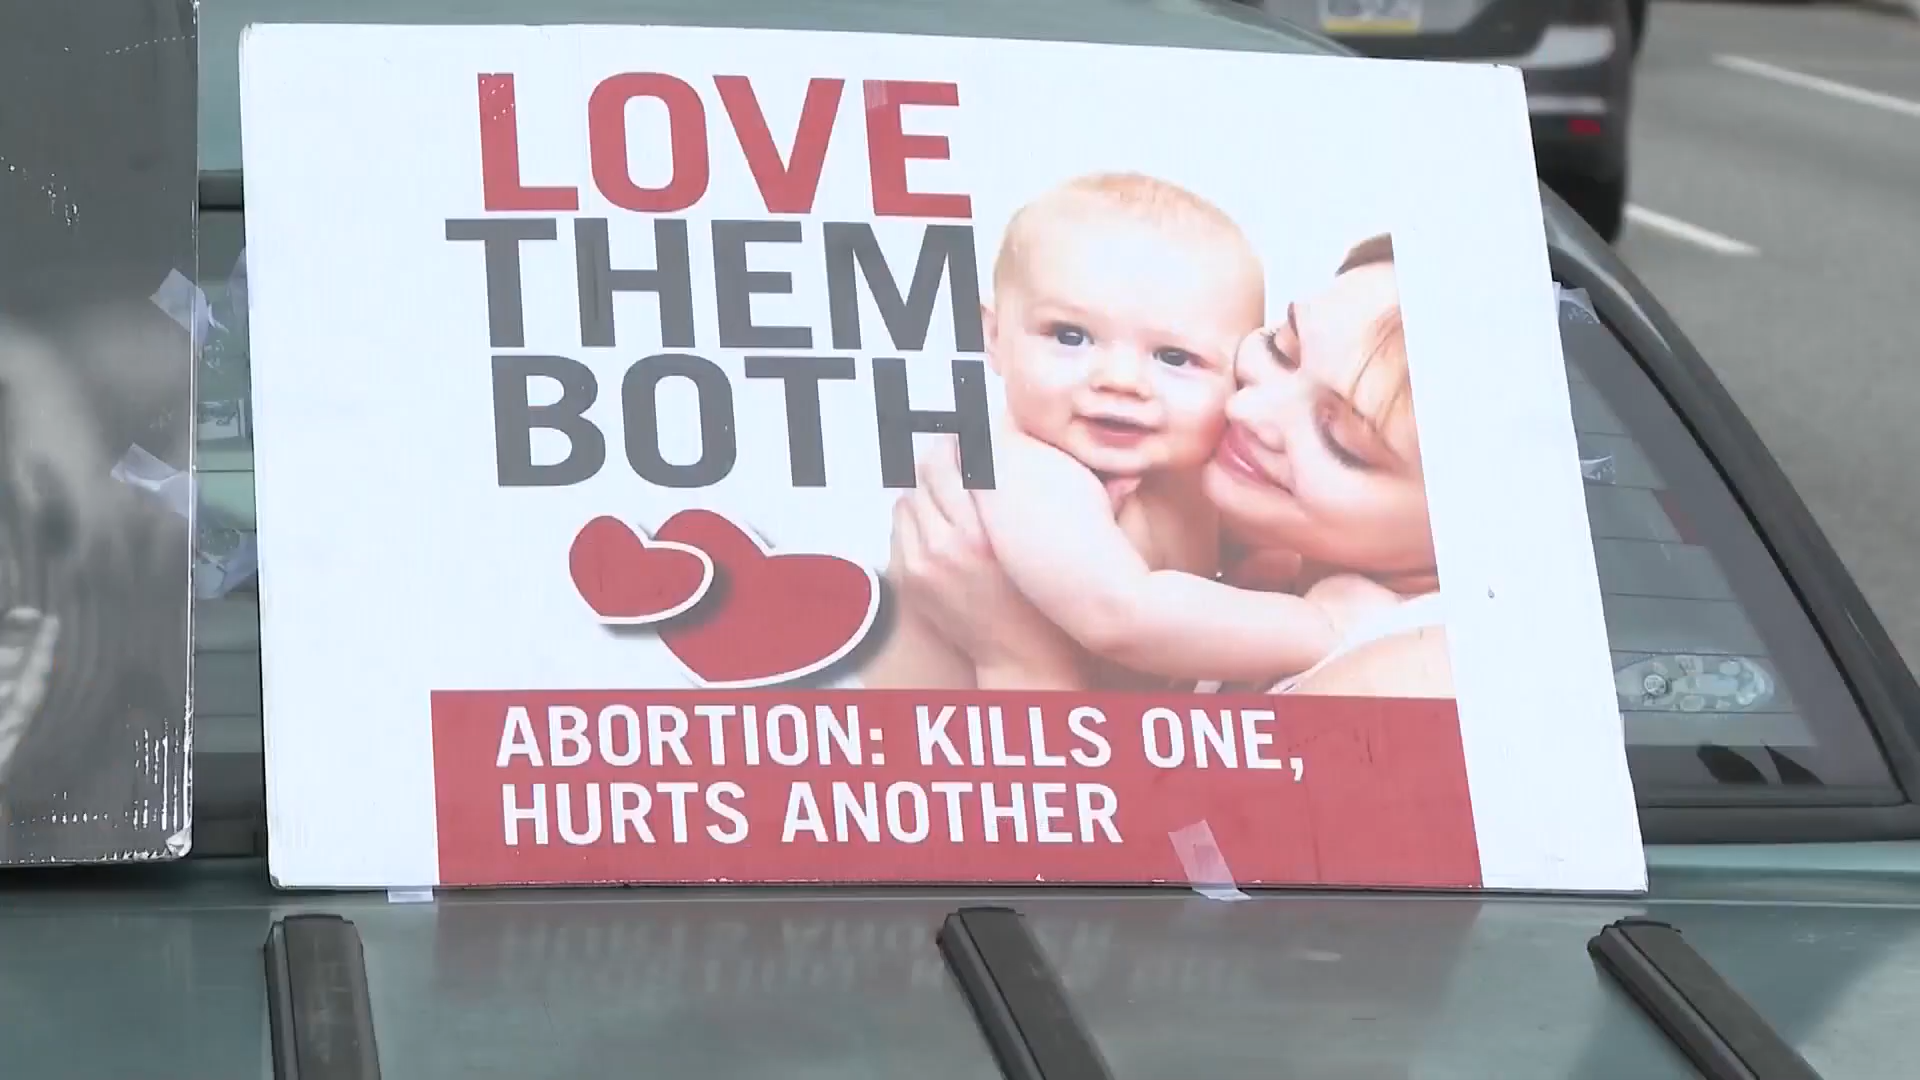 LOVE
THEM
BOTH
ABORTION: KILLS ONE,
HURTS ANOTHER